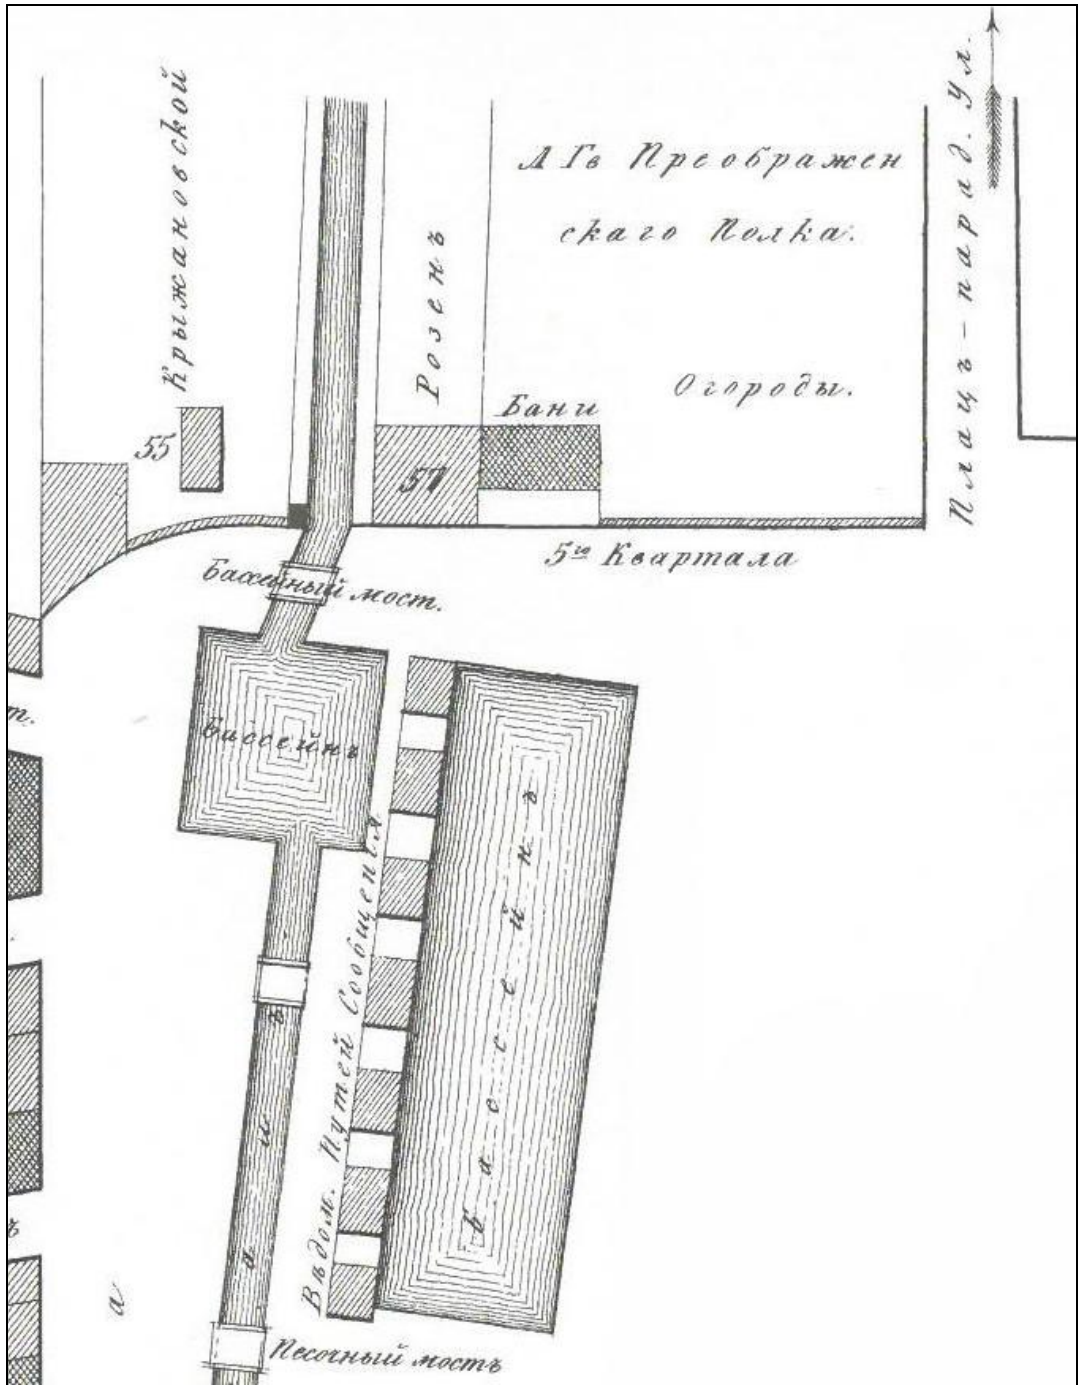 Крыжановской
Розенъ
Л Гв Преображен
скаго Полка.
Плацъ-парад. Ул.
Огороды.
Бани
55
57
5го Квартала
Бассейный мост.
т.
Бассейнъ
Бассейнъ
Вѣдом. Путей Сообщенія
ъ
а
Песочный мостъ